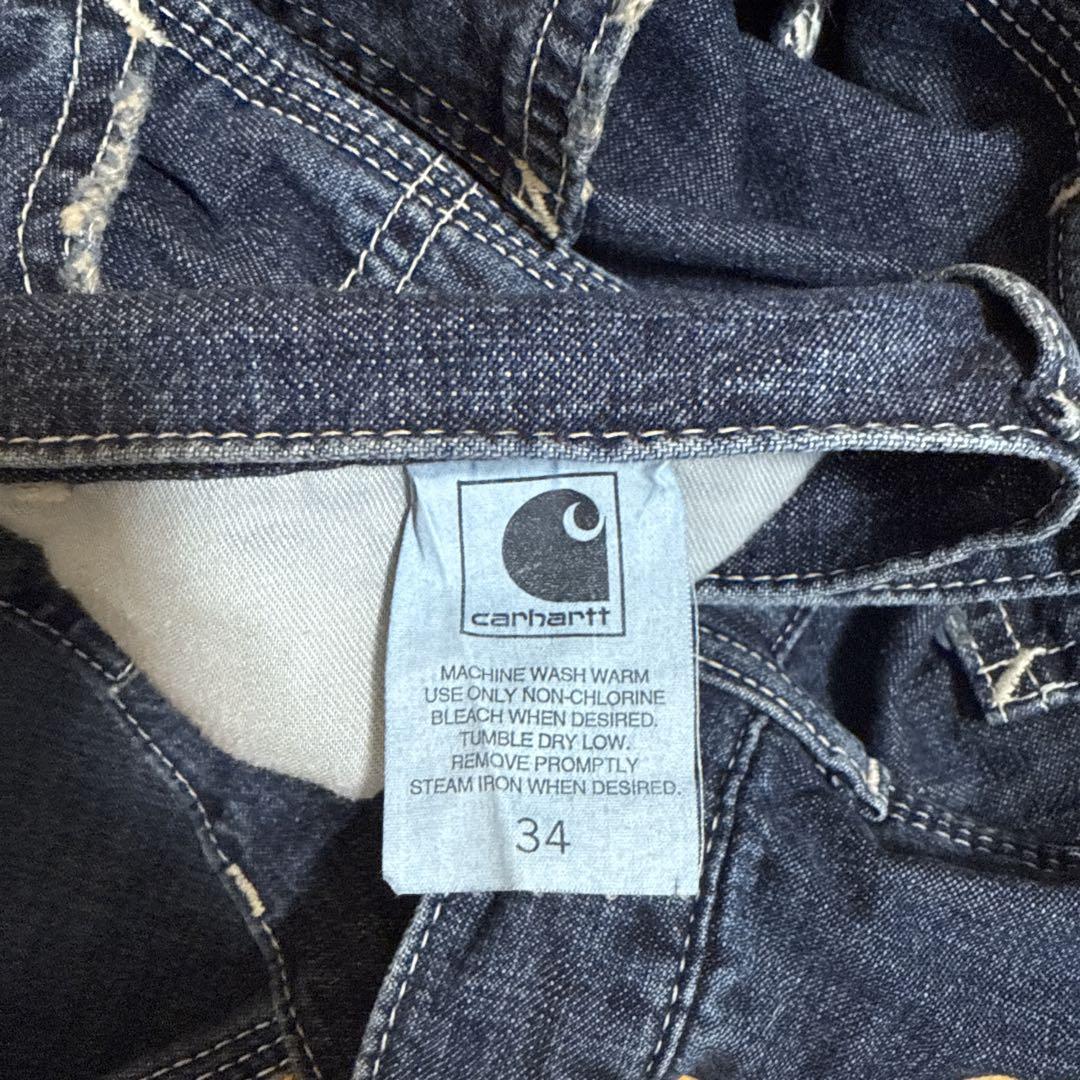 carhartt
MACHINE WASH WARM
USE ONLY NON-CHLORINE
BLEACH WHEN DESIRED.
TUMBLE DRY LOW.
REMOVE PROMPTLY
STEAM IRON WHEN DESIRED.
34